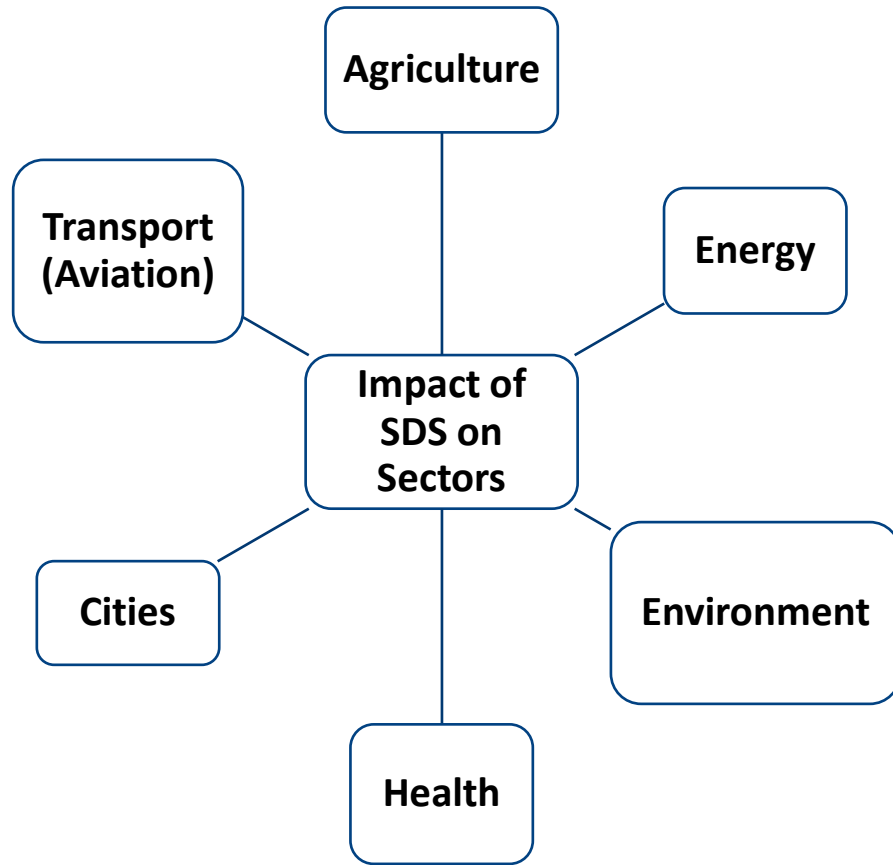 Agriculture
Transport
(Aviation)
Energy
Impact of
SDS on
Sectors
Cities
Environment
Health